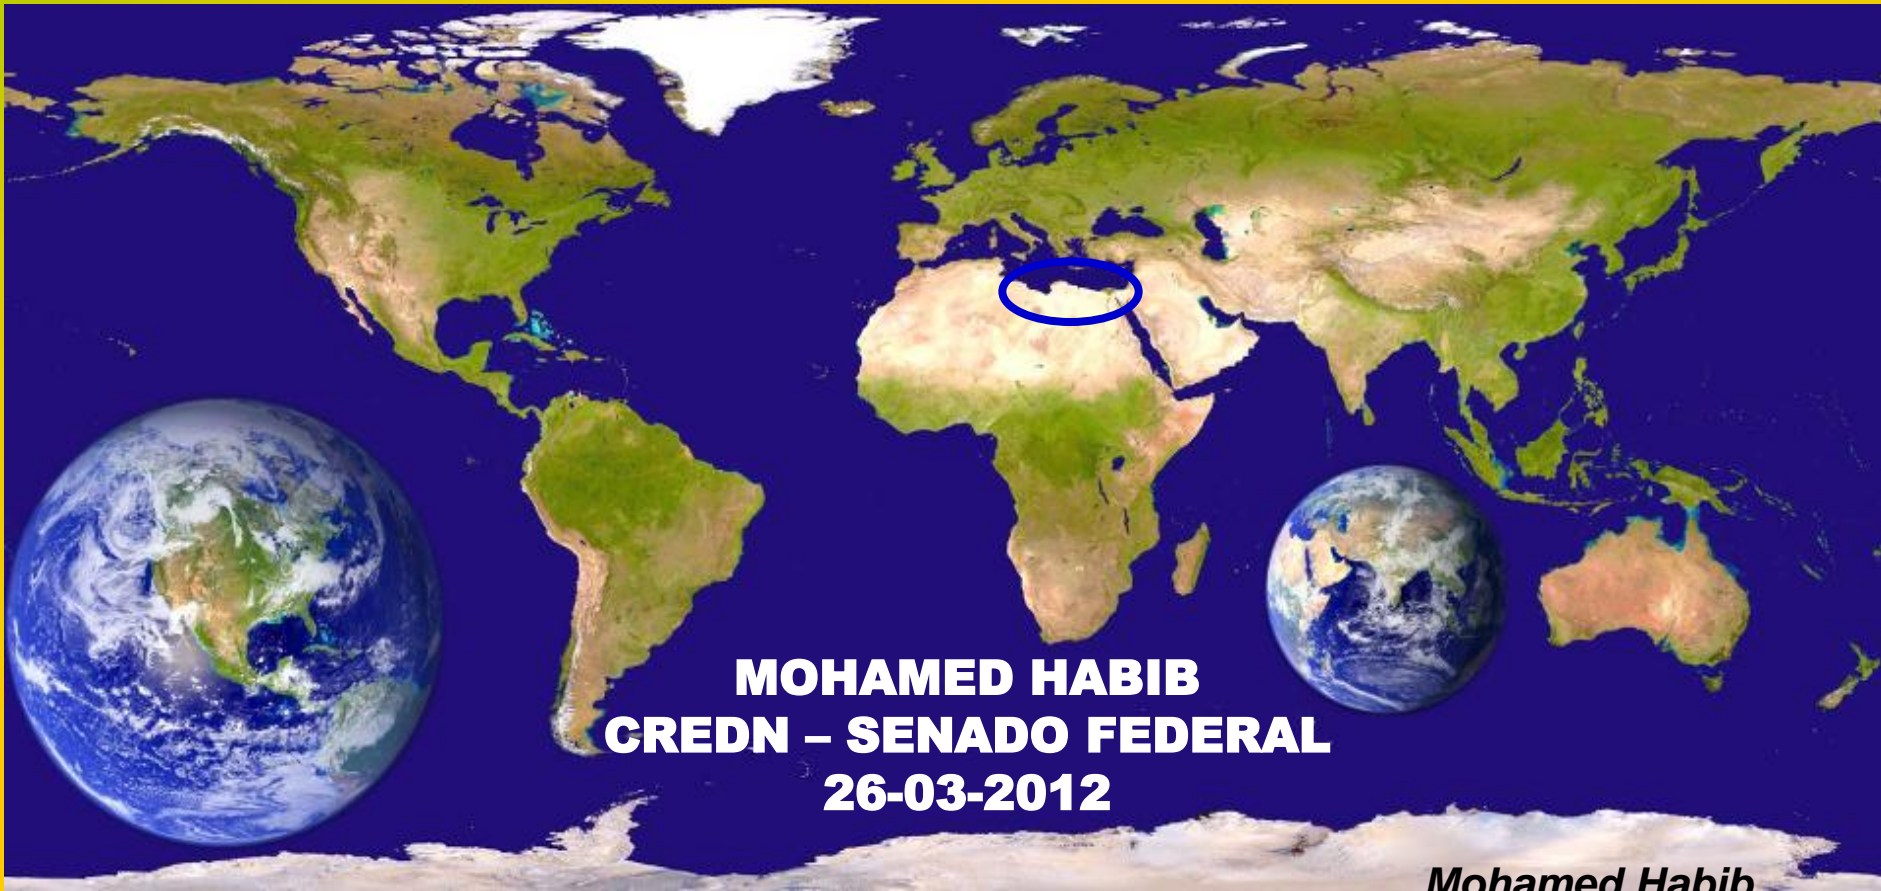 MOHAMED HABIB
CREDN – SENADO FEDERAL
26-03-2012
Mohamed Habib